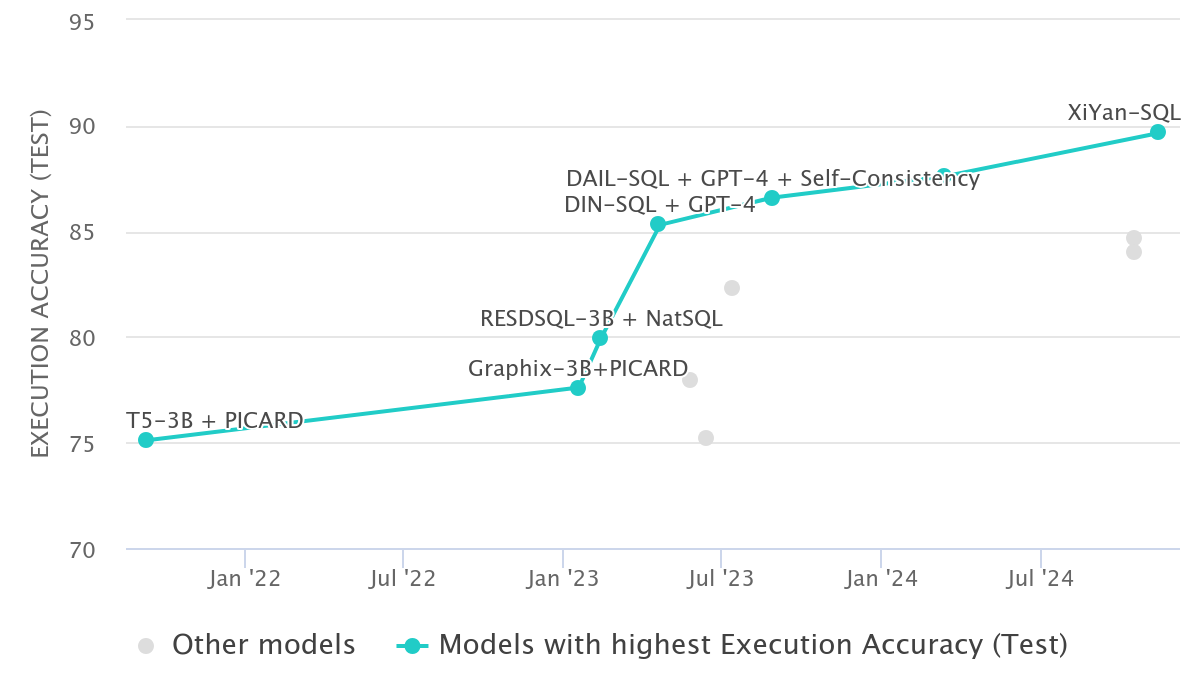 95
90
85
80
75
70
EXECUTION ACCURACY (TEST)
XiYan-SQL
DAIL-SQL + GPT-4 + Self-Consistency
DIN-SQL + GPT-4
RESDSQL-3B + NatSQL
Graphix-3B+PICARD
T5-3B + PICARD
Jan '22
Jul '22
Jan '23
Jul '23
Jan '24
Jul '24
Other models
Models with highest Execution Accuracy (Test)